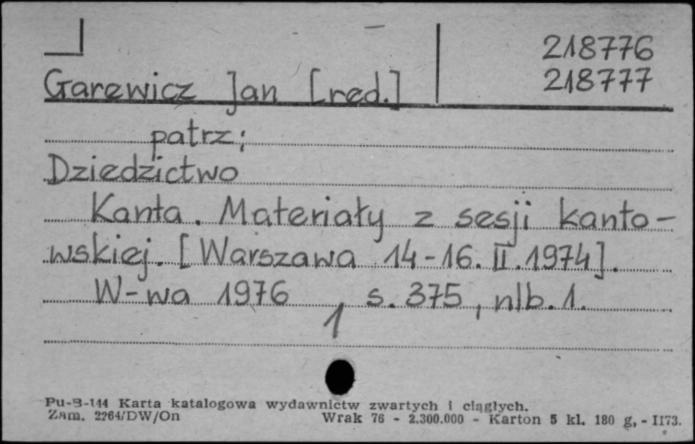 218776
218777
Garewicz Jan [red.]
patrz:
Dziedzictwo
Kanta. Materiały z sesji kanto-
wskiej. [Warszawa 14-16. II. 1974].
W-wa 1976, s. 375, nlb. 1.
1
Pu-B-144 Karta katalogowa wydawnictw zwartych i ciągłych.
Zam. 2264/DW/On Wrak 76 - 2.300.000 - Karton 5 kl. 180 g, - 1173.